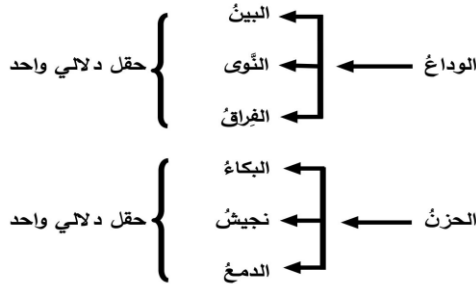 البينُ
الوداعُ النَّوى حقل دلالي واحد
الفِراقُ
البكاءُ
الحزنُ نجيشُ حقل دلالي واحد
الدمعُ